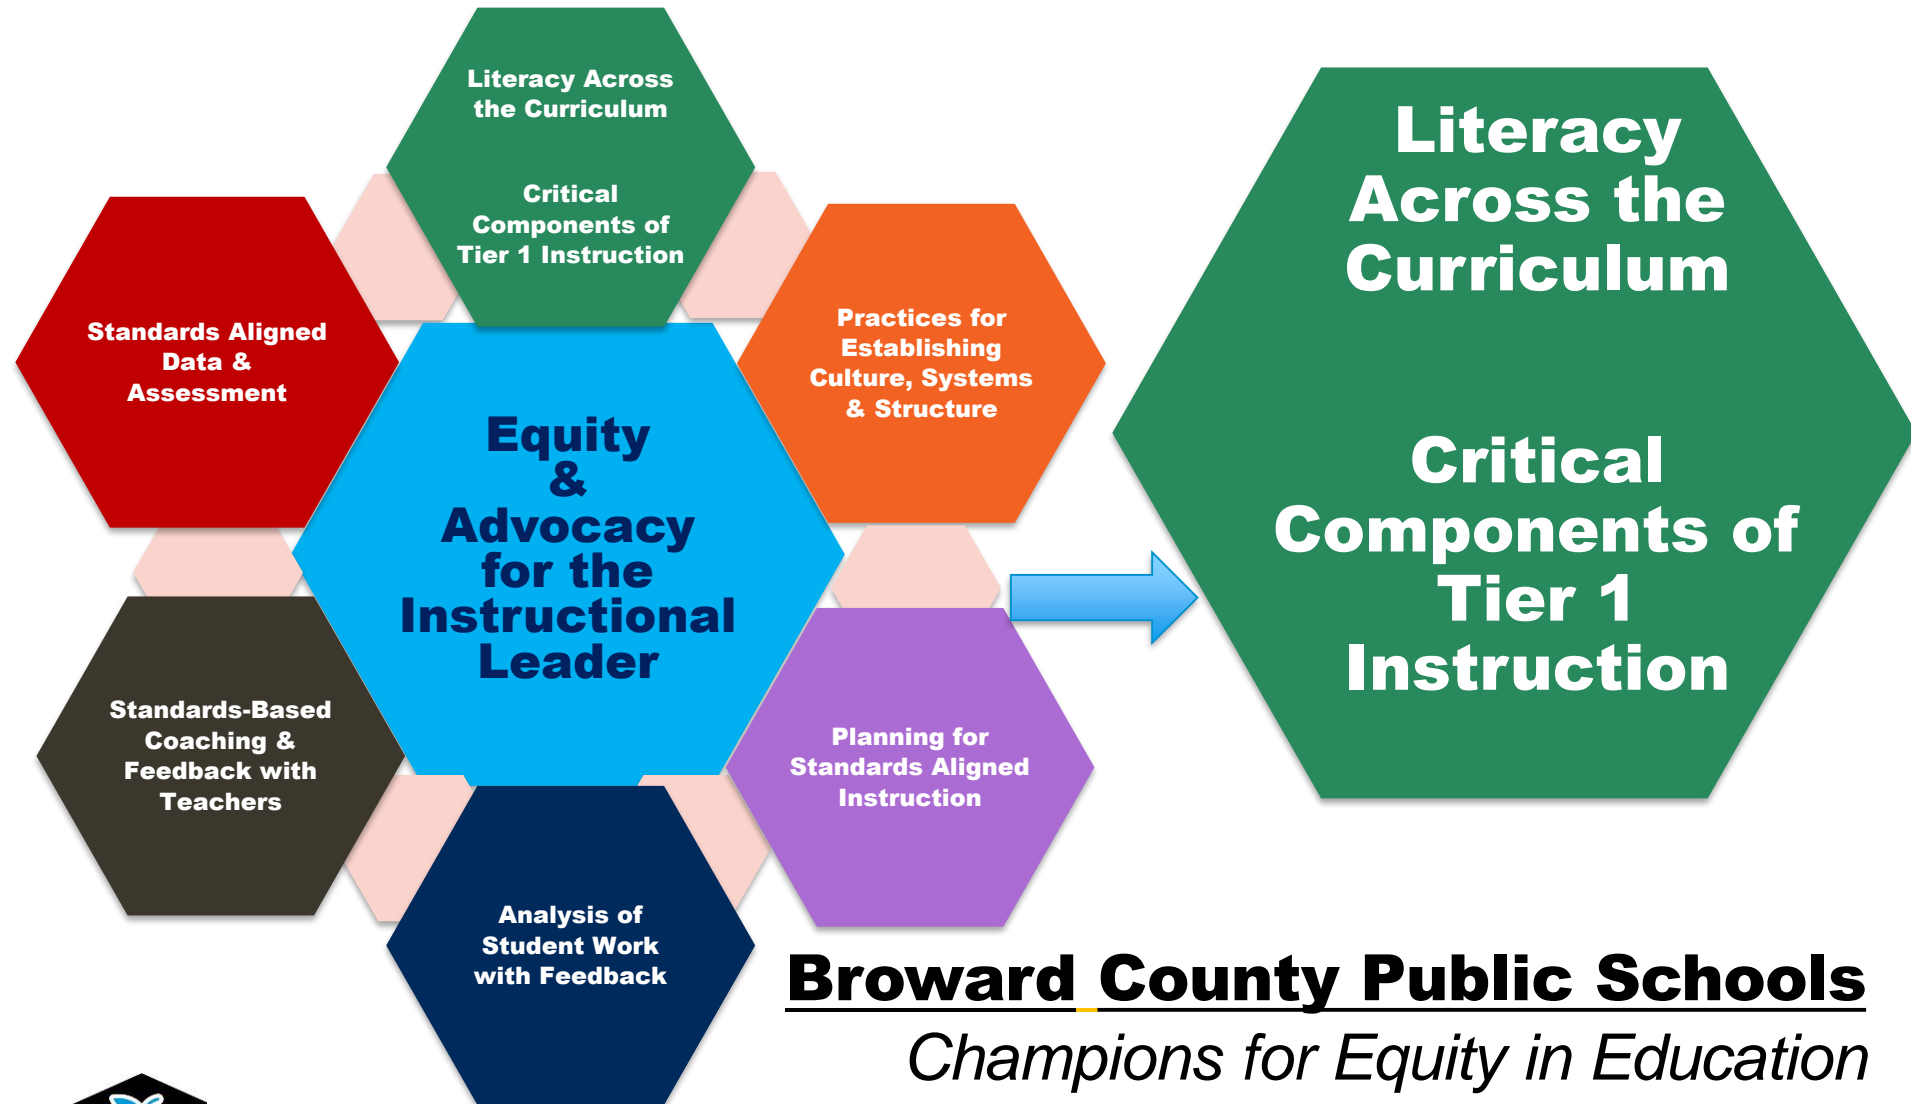 Literacy Across
the Curriculum
Critical
Components of
Tier 1 Instruction
Standards Aligned
Data &
Assessment
Practices for
Establishing
Culture, Systems
& Structure
Equity
&
Advocacy
for the
Instructional
Leader
Standards-Based
Coaching &
Feedback with
Teachers
Planning for
Standards Aligned
Instruction
Analysis of
Student Work
with Feedback
Literacy
Across the
Curriculum
Critical
Components of
Tier 1
Instruction
Broward County Public Schools
Champions for Equity in Education